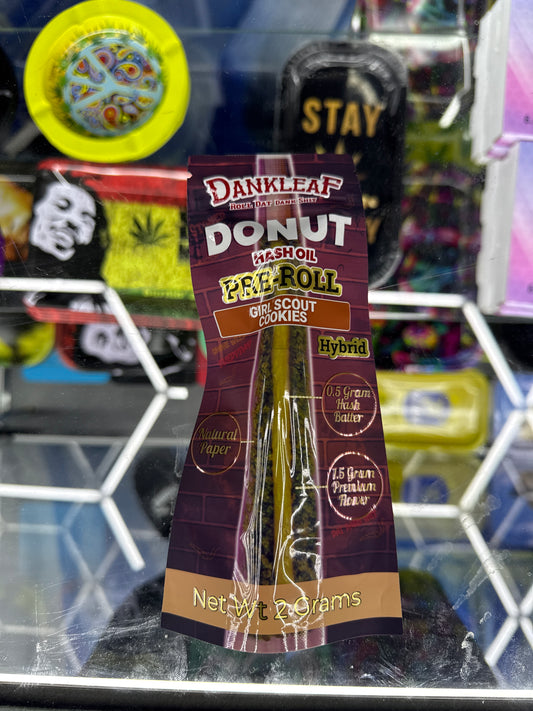 STAY
DANKLEAF
ROLL DAT DANK SHIT
DONUT
HASH OIL
PRE-ROLL
GIRL SCOUT
COOKIES
Hybrid
0.5 Gram
Hash
Batter
Natural
Paper
1.5 Gram
Premium
Flower
Net Wt 2 Grams